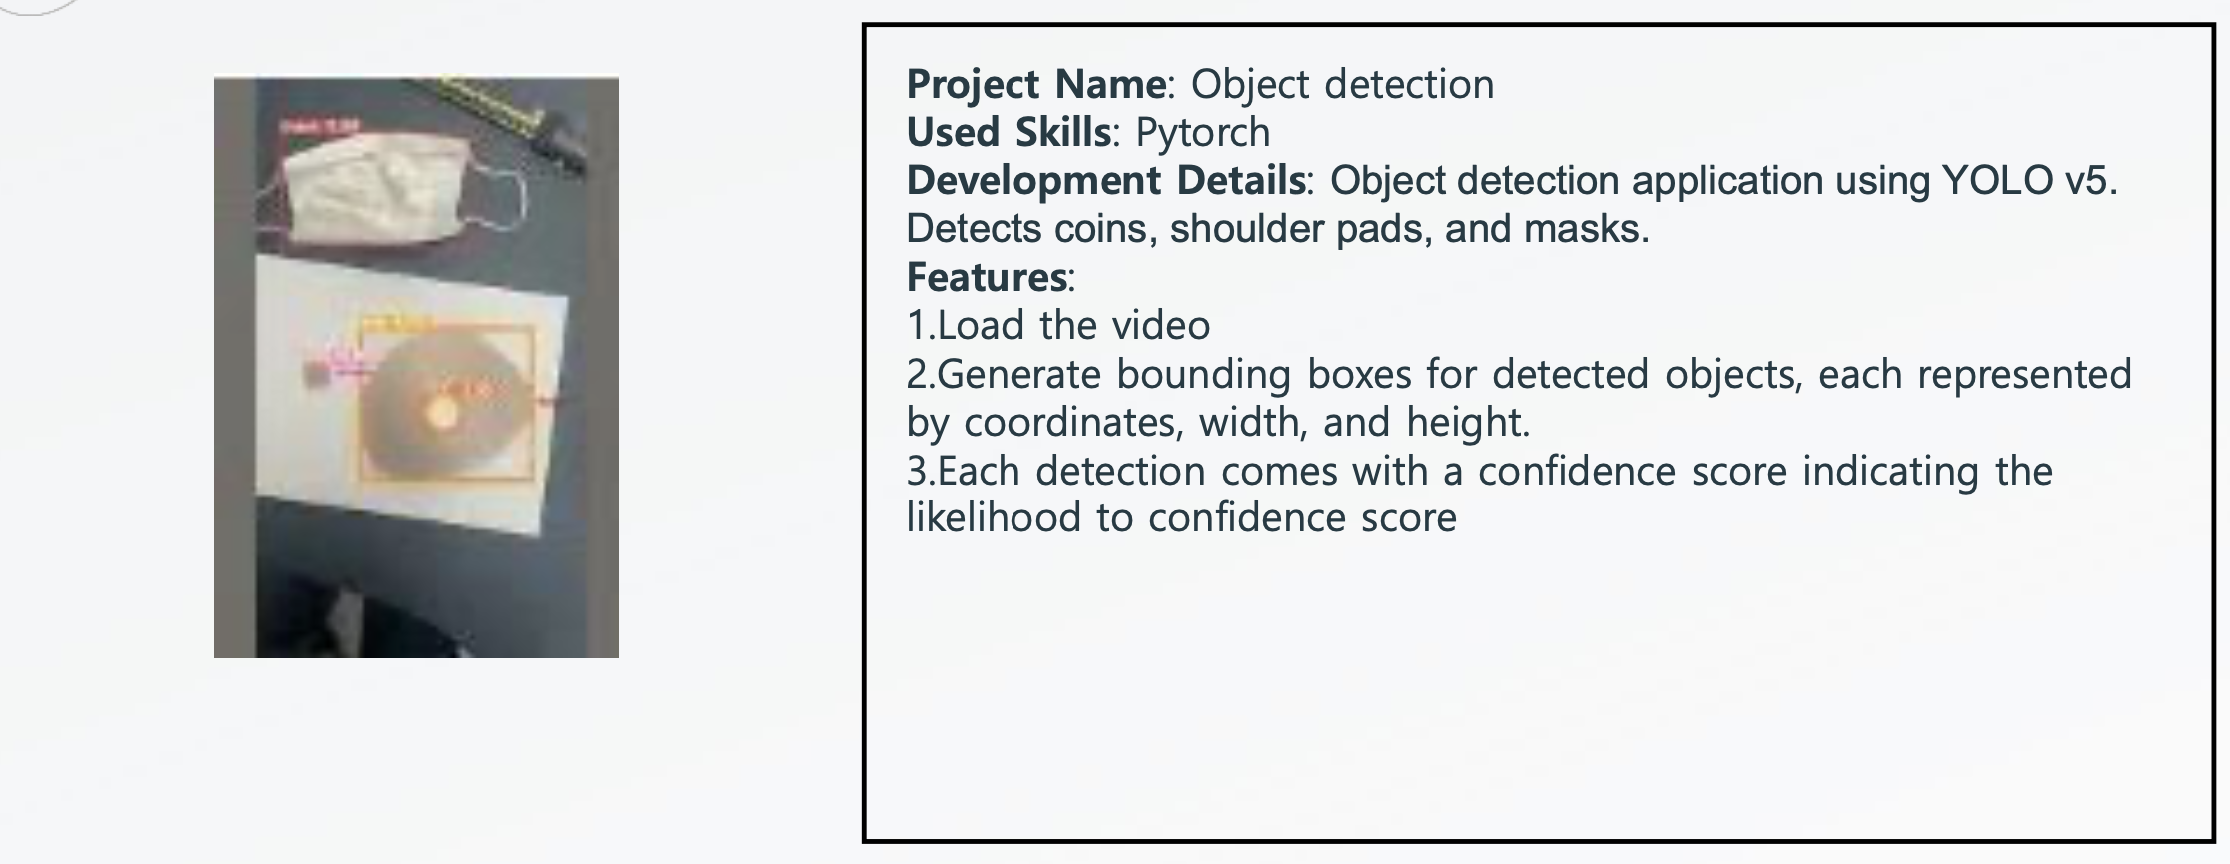 Project Name: Object detection
Used Skills: Pytorch
Development Details: Object detection application using YOLO v5.
Detects coins, shoulder pads, and masks.
Features:
1.Load the video
2.Generate bounding boxes for detected objects, each represented
by coordinates, width, and height.
3.Each detection comes with a confidence score indicating the
likelihood to confidence score